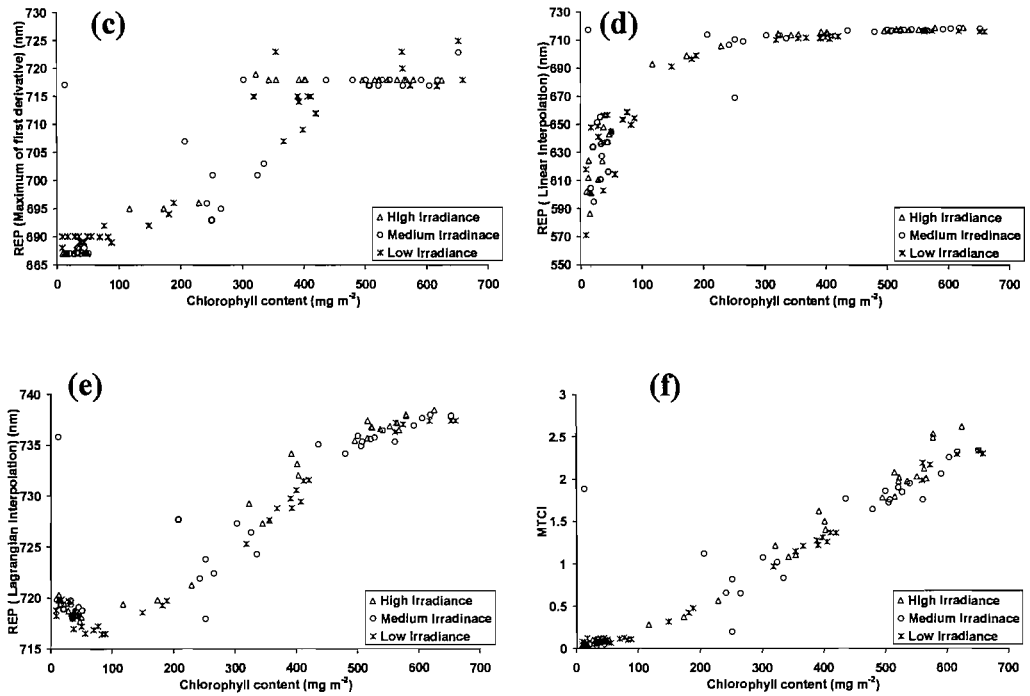 (c)
REP (Maximum of first derivative) (nm)
730
725
720
715
710
705
700
695
690
685
0
100
200
300
400
500
600
700
Chlorophyll content (mg m⁻²)
△ High Irradiance
○ Medium Irradinace
ж Low Irradiance
(d)
REP ( Linear Interpolation) (nm)
730
710
690
670
650
630
610
590
570
550
0
100
200
300
400
500
600
700
Chlorophyll content (mg m⁻²)
△ High Irradiance
○ Medium Irredinace
ж Low Irradiance
(e)
REP ( Lagrangian Interpolation) (nm)
740
735
730
725
720
715
0
100
200
300
400
500
600
700
Chlorophyll content (mg m⁻²)
△ High Irradiance
○ Medium Irradinace
ж Low Irradiance
(f)
MTCI
3
2.5
2
1.5
1
0.5
0
0
100
200
300
400
500
600
700
Chlorophyll content (mg m⁻²)
△ High Irradiance
○ Medium Irradinace
ж Low Irradiance